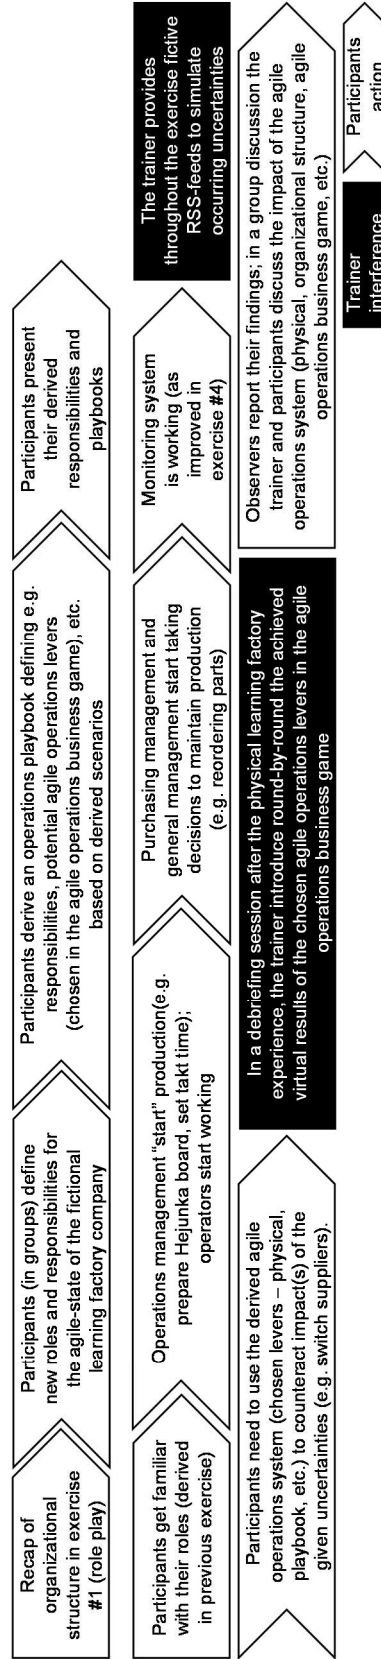 Recap of
organizational
structure in exercise
#1 (role play)
Participants (in groups) define
new roles and responsibilities for
the agile-state of the fictional
learning factory company
Participants derive an operations playbook defining e.g.
responsibilities, potential agile operations levers
(chosen in the agile operations business game), etc.
based on derived scenarios
Participants present
their derived
responsibilities and
playbooks
Participants get familiar
with their roles (derived
in previous exercise)
Operations management “start” production(e.g.
prepare Hejunka board, set takt time);
operators start working
Purchasing management and
general management start taking
decisions to maintain production
(e.g. reordering parts)
Monitoring system
is working (as
improved in
exercise #4)
The trainer provides
throughout the exercise fictive
RSS-feeds to simulate
occurring uncertainties
Participants need to use the derived agile
operations system (chosen levers – physical,
playbook, etc.) to counteract impact(s) of the
given uncertainties (e.g. switch suppliers).
In a debriefing session after the physical learning factory
experience, the trainer introduce round-by-round the achieved
virtual results of the chosen agile operations levers in the agile
operations business game
Observers report their findings; in a group discussion the
trainer and participants discuss the impact of the agile
operations system (physical, organizational structure, agile
operations business game, etc.)
Trainer
interference
Participants
action